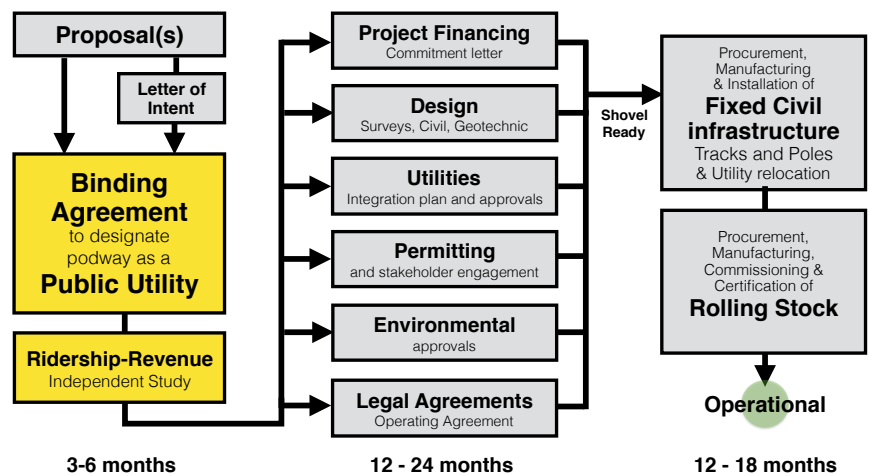 Proposal(s)
Letter of
Intent
Binding
Agreement
to designate
podway as a
Public Utility
Ridership-Revenue
Independent Study
3-6 months
Project Financing
Commitment letter
Design
Surveys, Civil, Geotechnic
Utilities
Integration plan and approvals
Permitting
and stakeholder engagement
Environmental
approvals
Legal Agreements
Operating Agreement
12 - 24 months
Shovel
Ready
Procurement,
Manufacturing
& Installation of
Fixed Civil
infrastructure
Tracks and Poles
& Utility relocation
Procurement,
Manufacturing,
Commissioning &
Certification of
Rolling Stock
Operational
12 - 18 months